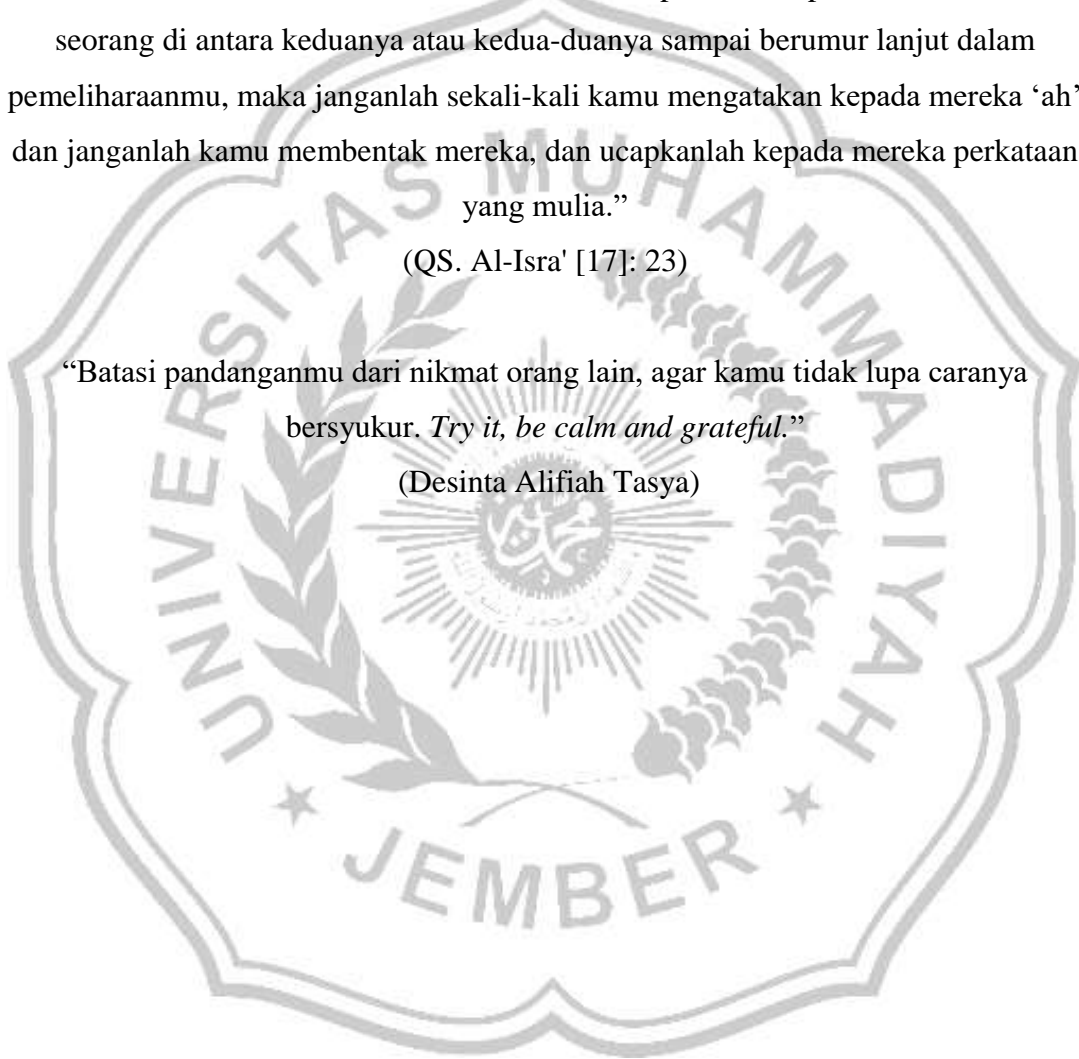 seorang di antara keduanya atau kedua-duanya sampai berumur lanjut dalam
pemeliharaanmu, maka janganlah sekali-kali kamu mengatakan kepada mereka ‘ah’
dan janganlah kamu membentak mereka, dan ucapkanlah kepada mereka perkataan
yang mulia.”
(QS. Al-Isra' [17]: 23)
“Batasi pandanganmu dari nikmat orang lain, agar kamu tidak lupa caranya
bersyukur. Try it, be calm and grateful.”
(Desinta Alifiah Tasya)
UNIVERSITAS MUHAMMADIYAH
JEMBER